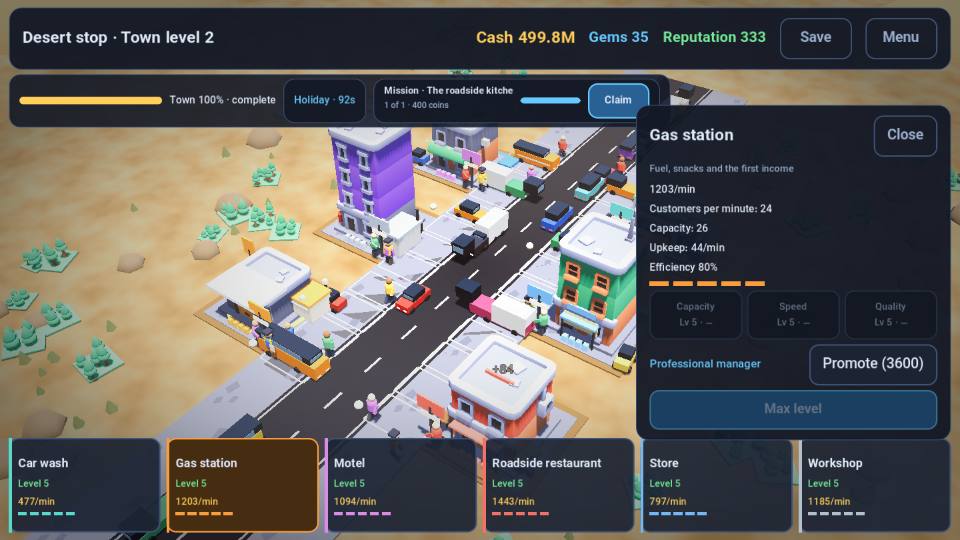 Desert stop · Town level 2
Cash 499.8M
Gems 35
Reputation 333
Save
Menu
Town 100% · complete
Holiday · 92s
Mission · The roadside kitche
1 of 1 · 400 coins
Claim
Gas station
Close
Fuel, snacks and the first income
1203/min
Customers per minute: 24
Capacity: 26
Upkeep: 44/min
Efficiency 80%
Capacity
Lv 5 · —
Speed
Lv 5 · —
Quality
Lv 5 · —
Professional manager
Promote (3600)
Max level
+84
Car wash
Level 5
477/min
Gas station
Level 5
1203/min
Motel
Level 5
1094/min
Roadside restaurant
Level 5
1443/min
Store
Level 5
797/min
Workshop
Level 5
1185/min